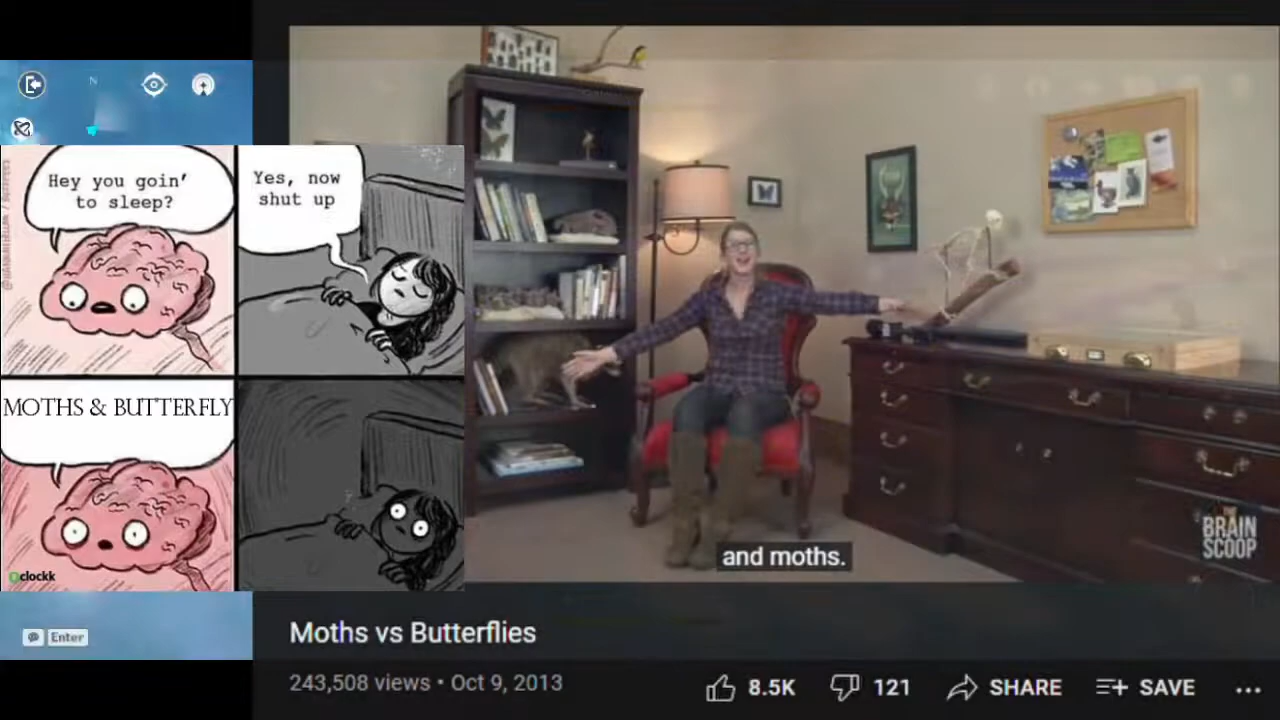 N
Hey you goin'
to sleep?
Yes, now
shut up
MOTHS & BUTTERFLY
clockk
Enter
and moths.
THE
BRAIN
SCOOP
Moths vs Butterflies
243,508 views • Oct 9, 2013
8.5K
121
SHARE
SAVE